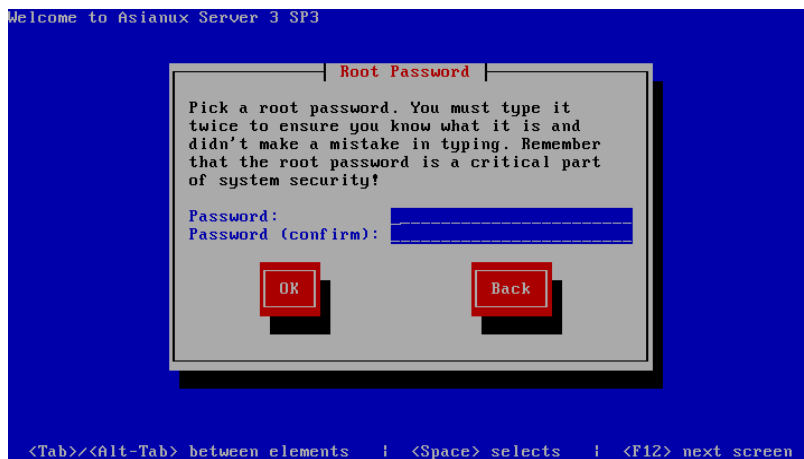 Welcome to Asianux Server 3 SP3
Root Password
Pick a root password. You must type it
twice to ensure you know what it is and
didn't make a mistake in typing. Remember
that the root password is a critical part
of system security!
Password:
Password (confirm):
OK Back
<Tab>/<Alt-Tab> between elements | <Space> selects | <F12> next screen